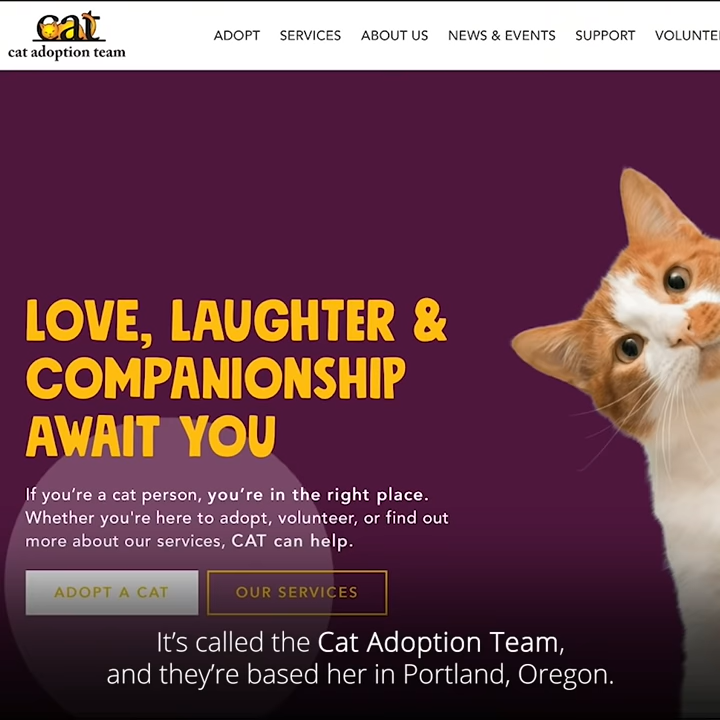 cat
cat adoption team
ADOPT SERVICES ABOUT US NEWS & EVENTS SUPPORT VOLUNTEE
LOVE, LAUGHTER &
COMPANIONSHIP
AWAIT YOU
If you're a cat person, you're in the right place.
Whether you're here to adopt, volunteer, or find out
more about our services, CAT can help.
ADOPT A CAT OUR SERVICES
It's called the Cat Adoption Team,
and they're based her in Portland, Oregon.